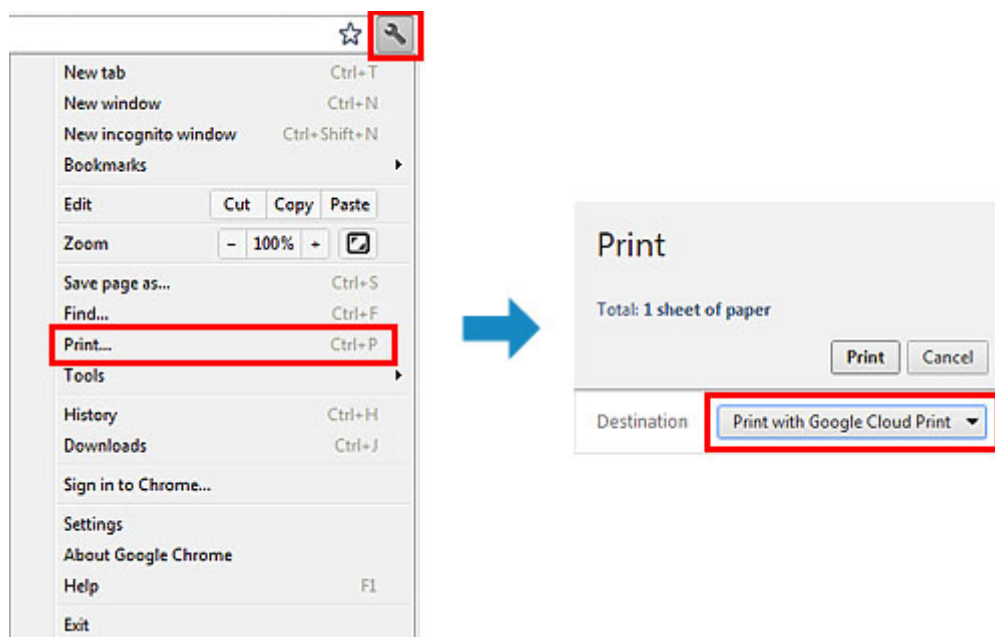 New tab Ctrl+T
New window Ctrl+N
New incognito window Ctrl+Shift+N
Bookmarks
Edit Cut Copy Paste
Zoom - 100% +
Save page as... Ctrl+S
Find... Ctrl+F
Print... Ctrl+P
Tools
History Ctrl+H
Downloads Ctrl+J
Sign in to Chrome...
Settings
About Google Chrome
Help F1
Exit
Print
Total: 1 sheet of paper
Print Cancel
Destination Print with Google Cloud Print